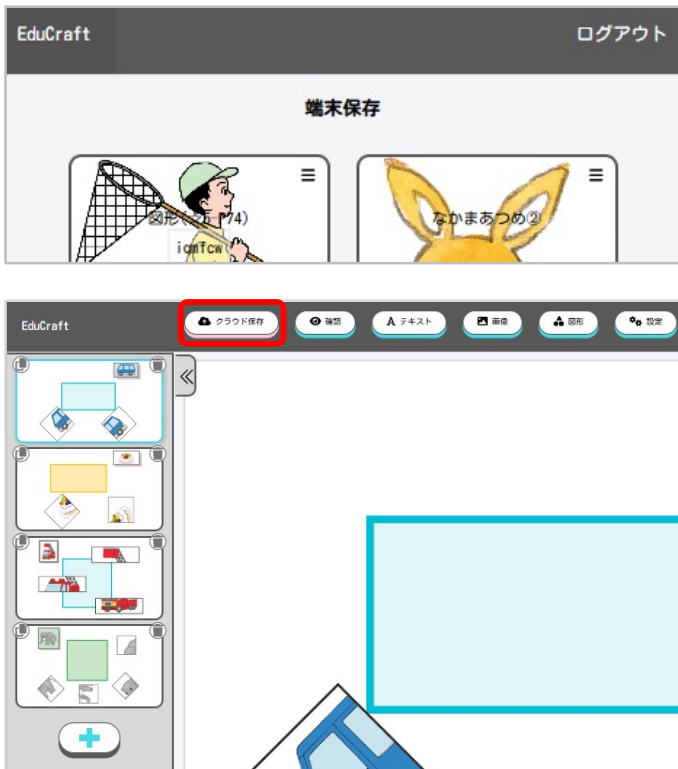 EduCraft
ログアウト
端末保存
なかまあつめ②
icmfcw
EduCraft
クラウド保存
確認
A テキスト
画像
図形
設定